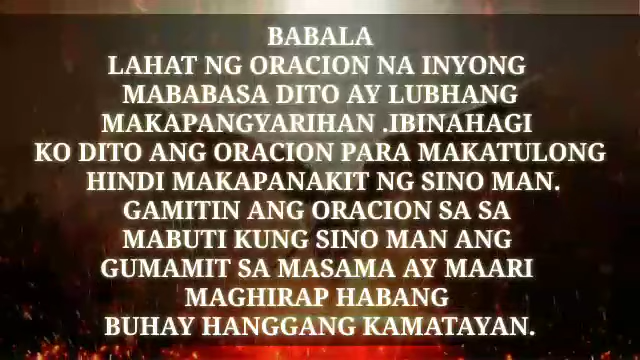 BABALA
LAHAT NG ORACION NA INYONG
MABABASA DITO AY LUBHANG
MAKAPANGYARIHAN .IBINAHAGI
KO DITO ANG ORACION PARA MAKATULONG
HINDI MAKAPANAKIT NG SINO MAN.
GAMITIN ANG ORACION SA SA
MABUTI KUNG SINO MAN ANG
GUMAMIT SA MASAMA AY MAARI
MAGHIRAP HABANG
BUHAY HANGGANG KAMATAYAN.